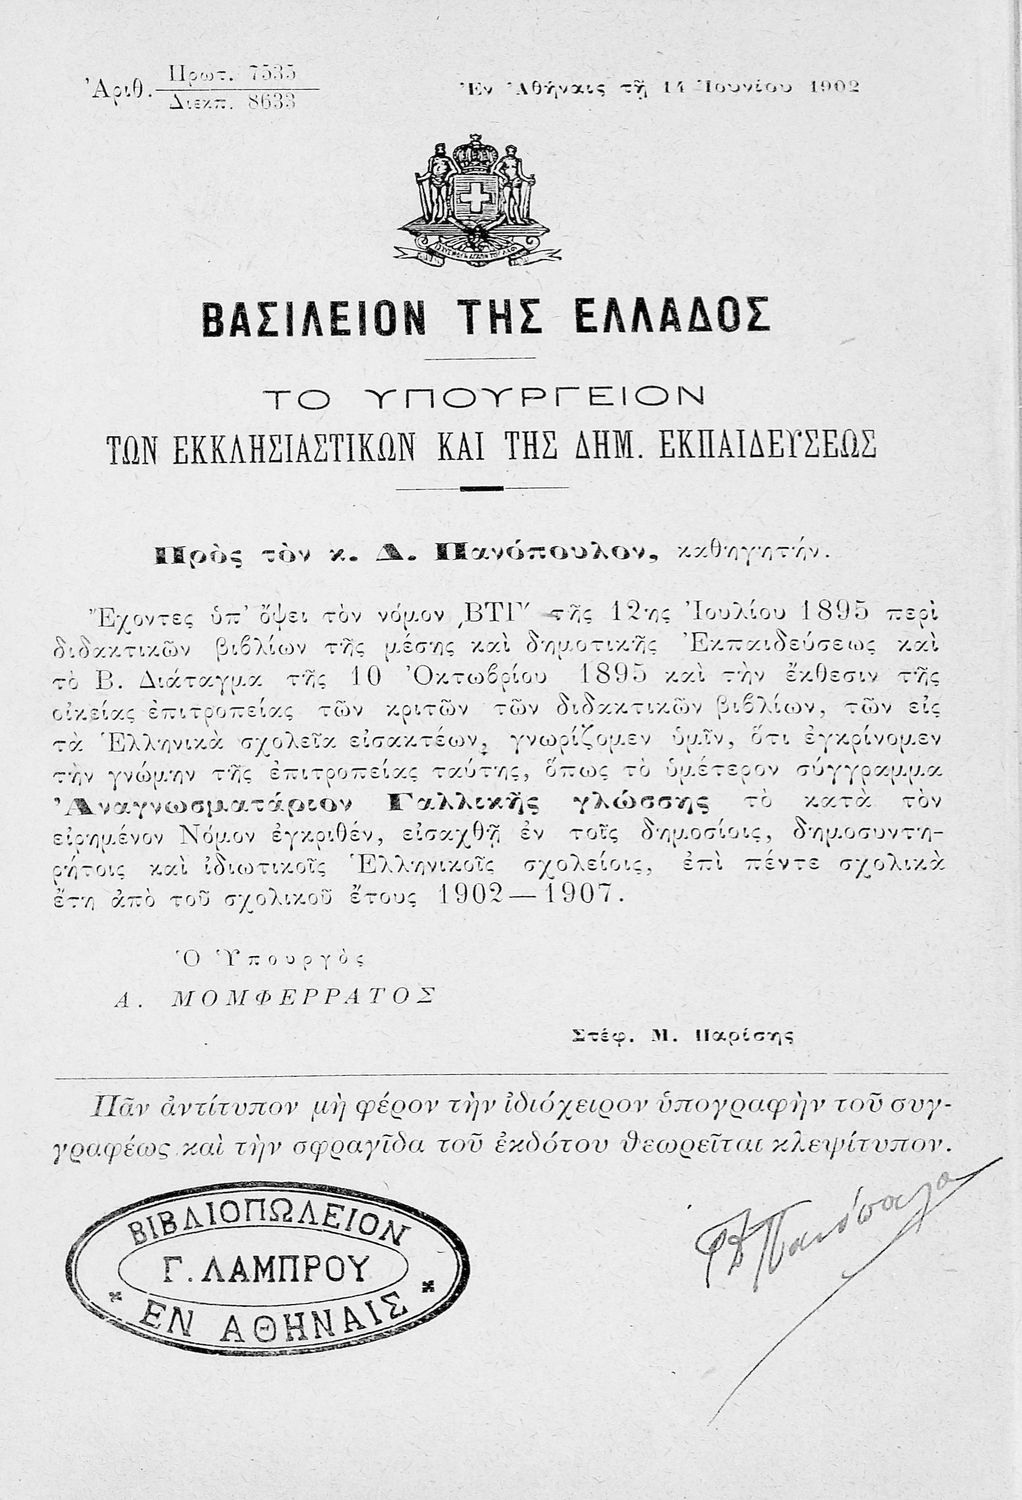 Ἀριθ. Πρωτ. 7535
Διεκπ. 8633
Ἐν Ἀθήναις τῇ 14 Ἰουνίου 1902
ΒΑΣΙΛΕΙΟΝ ΤΗΣ ΕΛΛΑΔΟΣ
ΤΟ ΥΠΟΥΡΓΕΙΟΝ
ΤΩΝ ΕΚΚΛΗΣΙΑΣΤΙΚΩΝ ΚΑΙ ΤΗΣ ΔΗΜ. ΕΚΠΑΙΔΕΥΣΕΩΣ
Πρὸς τὸν κ. Δ. Πανόπουλον, καθηγητήν.
Ἔχοντες ὑπ' ὄψει τὸν νόμον ͵ΒΤΓʹ τῆς 12ης Ἰουλίου 1895 περὶ
διδακτικῶν βιβλίων τῆς μέσης καὶ δημοτικῆς Ἐκπαιδεύσεως καὶ
τὸ Β. Διάταγμα τῆς 10 Ὀκτωβρίου 1895 καὶ τὴν ἔκθεσιν τῆς
οἰκείας ἐπιτροπείας τῶν κριτῶν τῶν διδακτικῶν βιβλίων, τῶν εἰς
τὰ Ἑλληνικὰ σχολεῖα εἰσακτέων, γνωρίζομεν ὑμῖν, ὅτι ἐγκρίνομεν
τὴν γνώμην τῆς ἐπιτροπείας ταύτης, ὅπως τὸ ὑμέτερον σύγγραμμα
Ἀναγνωσματάριον Γαλλικῆς γλώσσης τὸ κατὰ τὸν
εἰρημένον Νόμον ἐγκριθέν, εἰσαχθῇ ἐν τοῖς δημοσίοις, δημοσυντη-
ρήτοις καὶ ἰδιωτικοῖς Ἑλληνικοῖς σχολείοις, ἐπὶ πέντε σχολικὰ
ἔτη ἀπὸ τοῦ σχολικοῦ ἔτους 1902—1907.
Ὁ Ὑπουργὸς
Α. ΜΟΜΦΕΡΡΑΤΟΣ
Στέφ. Μ. Παρίσης
Πᾶν ἀντίτυπον μὴ φέρον τὴν ἰδιόχειρον ὑπογραφὴν τοῦ συγ-
γραφέως καὶ τὴν σφραγῖδα τοῦ ἐκδότου θεωρεῖται κλεψίτυπον.
ΒΙΒΛΙΟΠΩΛΕΙΟΝ
Γ. ΛΑΜΠΡΟΥ
ΕΝ ΑΘΗΝΑΙΣ